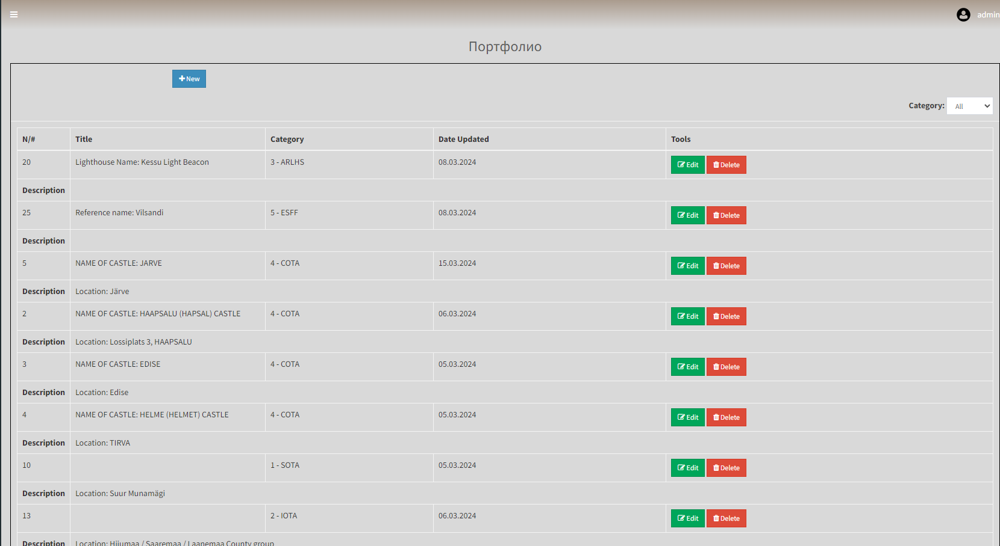 admin
Портфолио
New
Category: All
N/# Title Category Date Updated Tools
20 Lighthouse Name: Kessu Light Beacon 3 - ARLHS 08.03.2024 Edit Delete
Description
25 Reference name: Vilsandi 5 - ESFF 08.03.2024 Edit Delete
Description
5 NAME OF CASTLE: JARVE 4 - COTA 15.03.2024 Edit Delete
Description Location: Järve
2 NAME OF CASTLE: HAAPSALU (HAPSAL) CASTLE 4 - COTA 06.03.2024 Edit Delete
Description Location: Lossiplats 3, HAAPSALU
3 NAME OF CASTLE: EDISE 4 - COTA 05.03.2024 Edit Delete
Description Location: Edise
4 NAME OF CASTLE: HELME (HELMET) CASTLE 4 - COTA 05.03.2024 Edit Delete
Description Location: TIRVA
10 1 - SOTA 05.03.2024 Edit Delete
Description Location: Suur Munamägi
13 2 - IOTA 06.03.2024 Edit Delete
Description Location: Hiiumaa / Saaremaa / Laanemaa County group